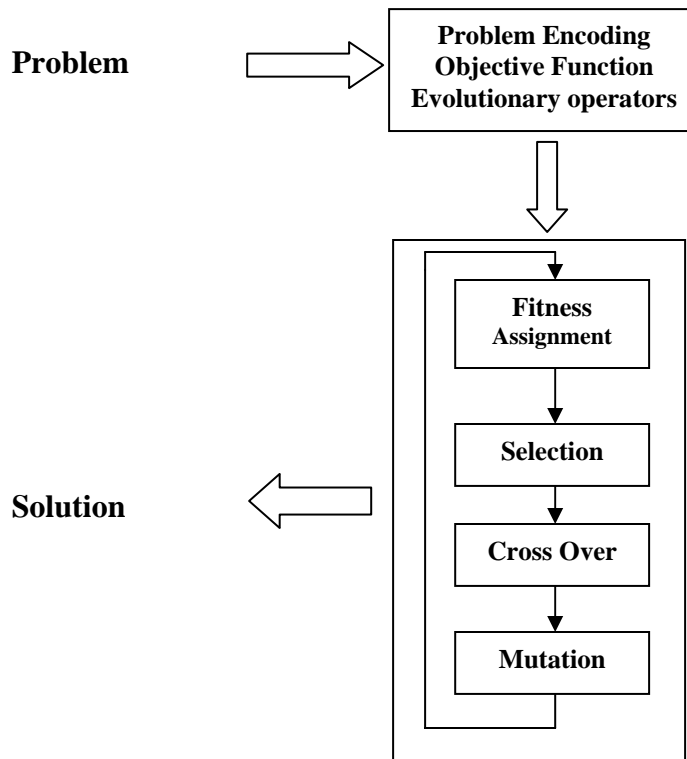 Problem
Problem Encoding
Objective Function
Evolutionary operators
Fitness
Assignment
Selection
Solution
Cross Over
Mutation